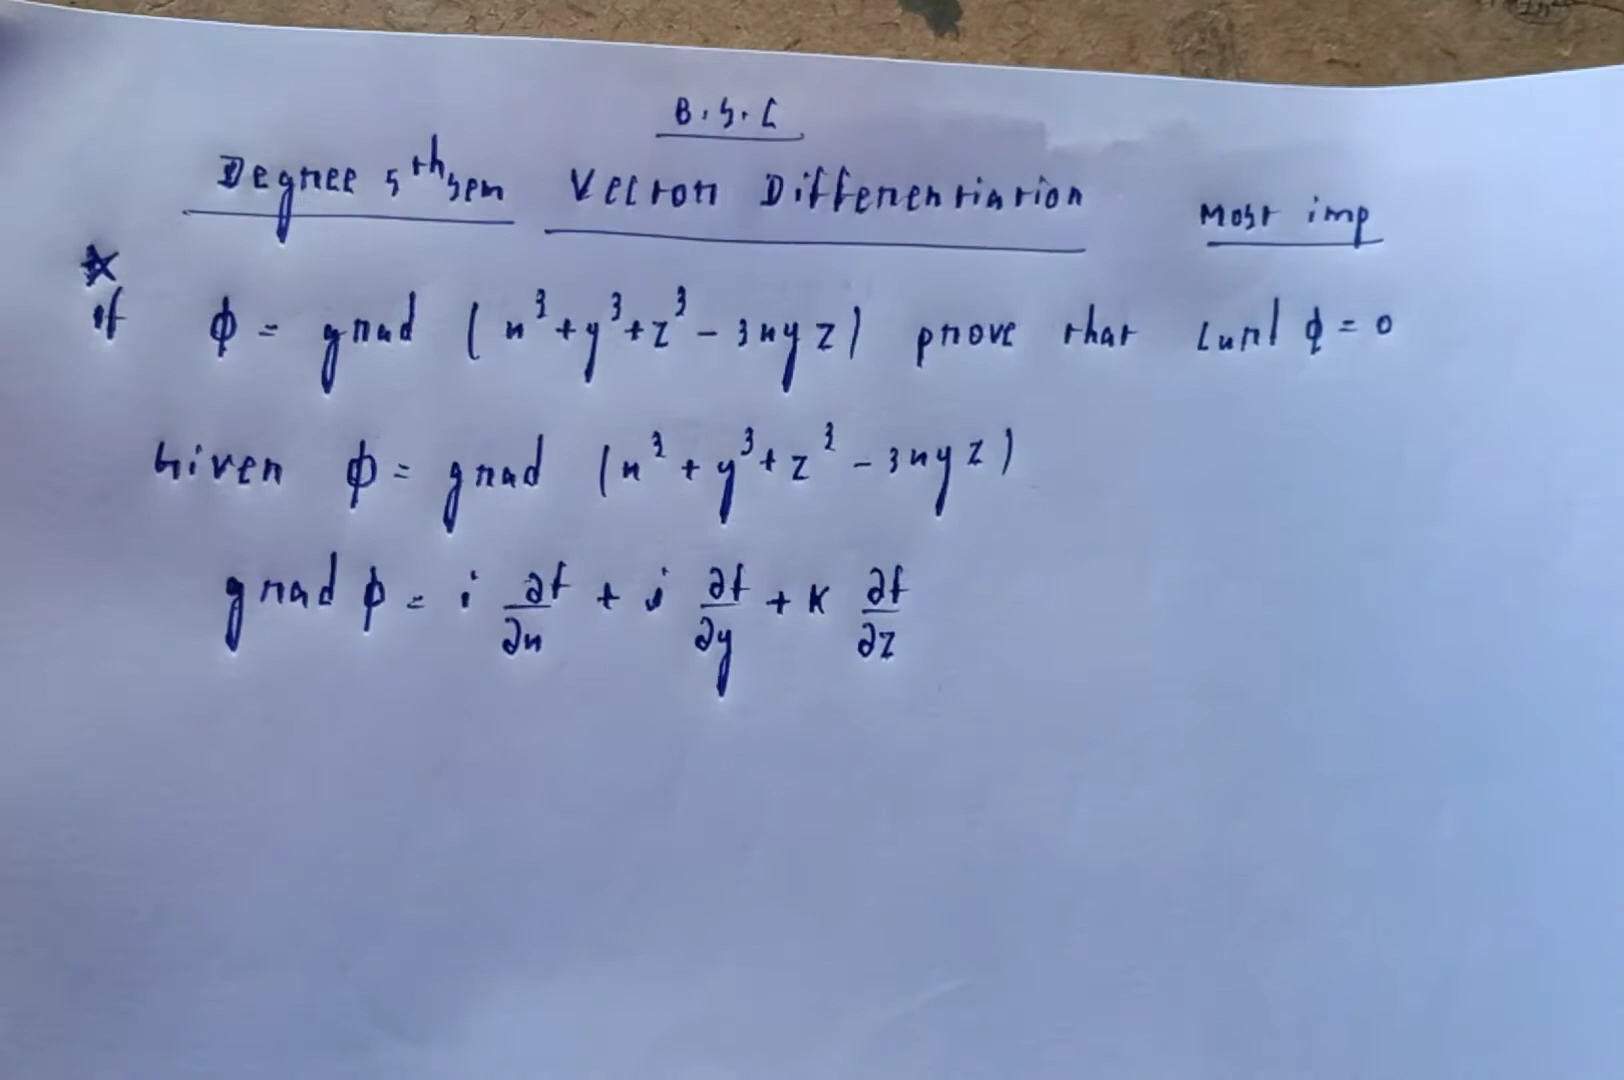 B.S.C
Degree 5th sem Vector Differentiation Most imp
If ϕ = grad (x³+y³+z³-3xyz) prove that curl ϕ = 0
Given ϕ = grad (x³+y³+z³-3xyz)
grad ϕ = i ∂f/∂x + j ∂f/∂y + k ∂f/∂z